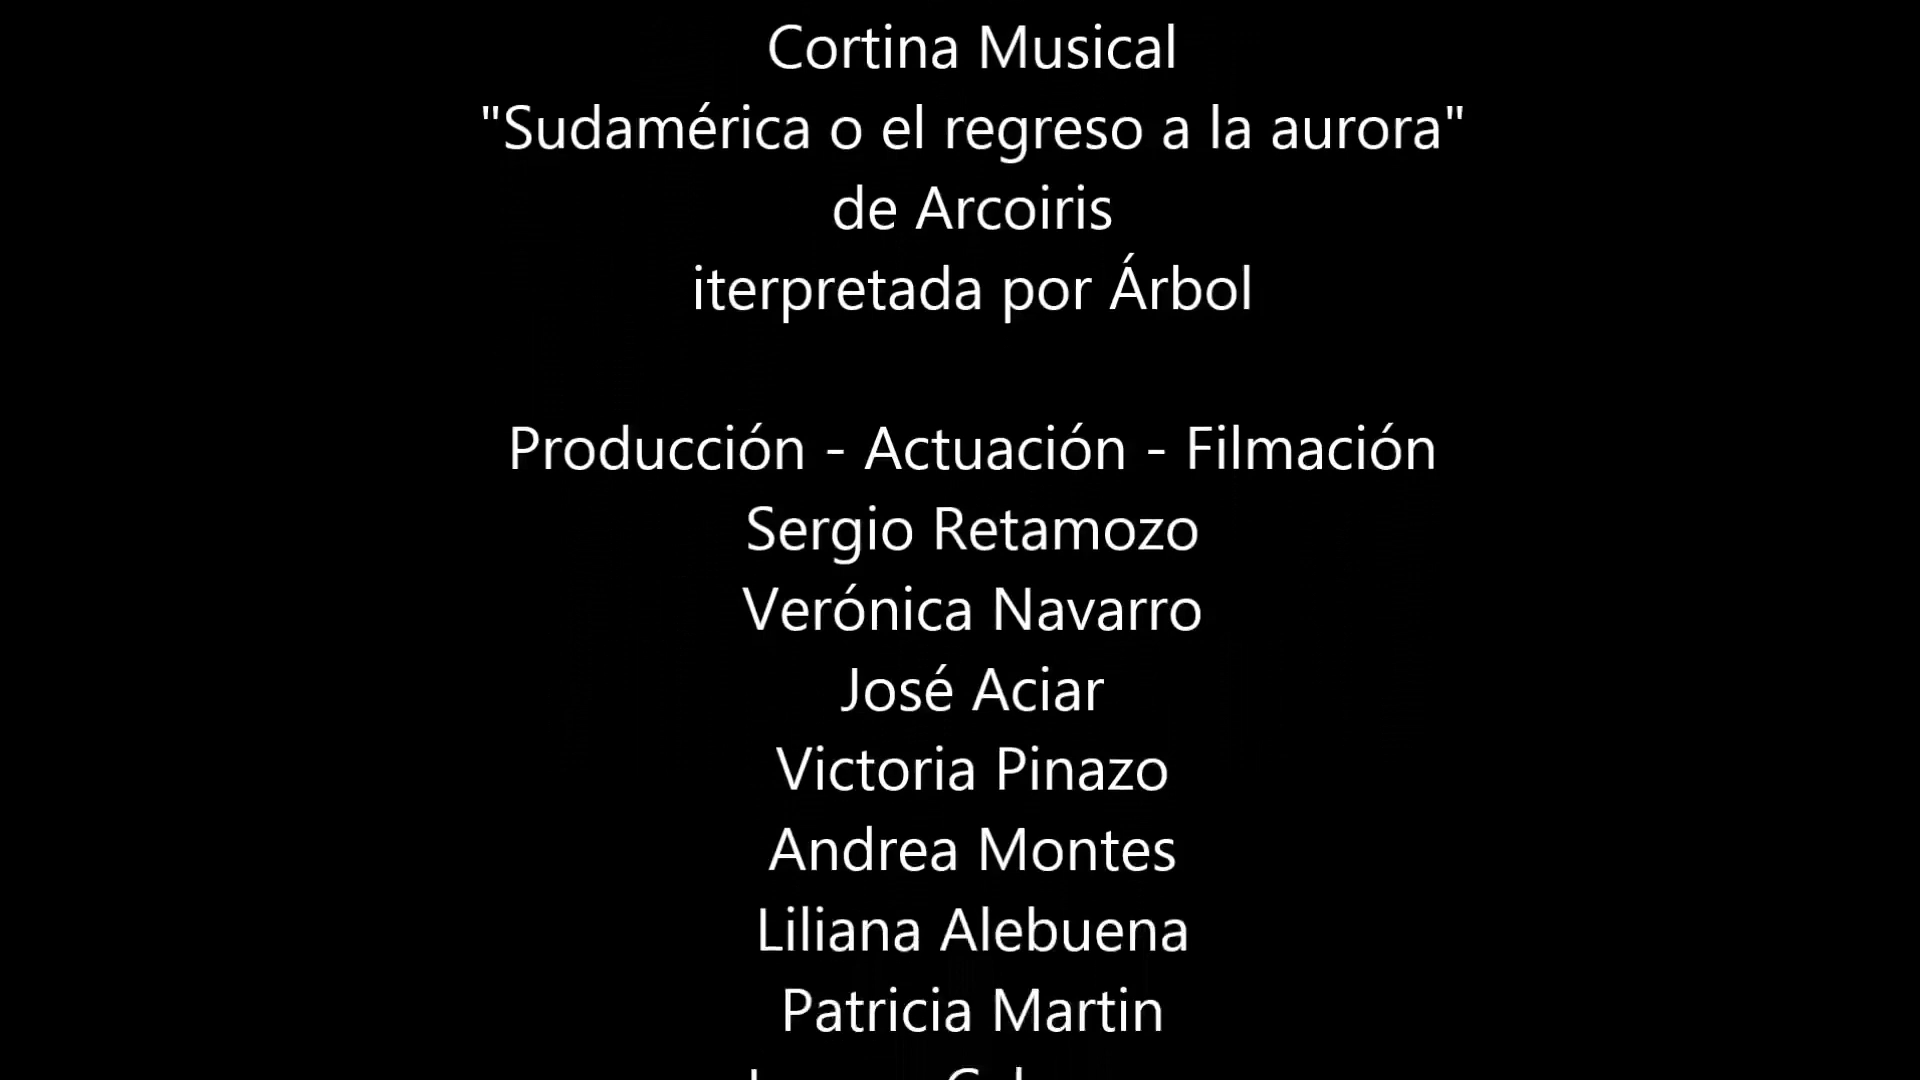 Cortina Musical
"Sudamérica o el regreso a la aurora"
de Arcoiris
iterpretada por Árbol
Producción - Actuación - Filmación
Sergio Retamozo
Verónica Navarro
José Aciar
Victoria Pinazo
Andrea Montes
Liliana Alebuena
Patricia Martin